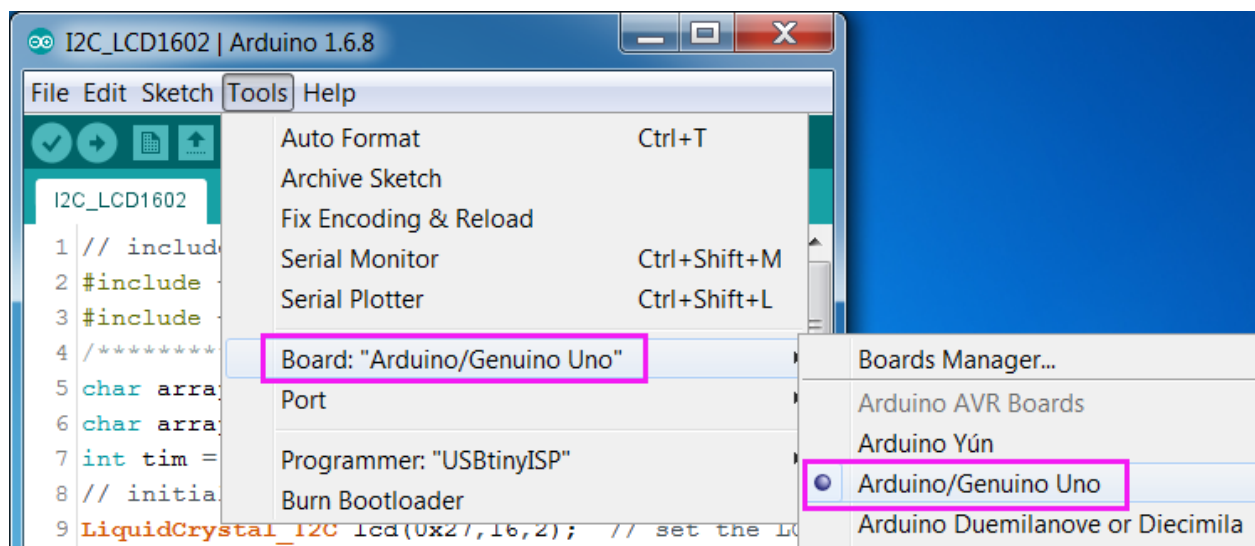 I2C_LCD1602 | Arduino 1.6.8
File Edit Sketch Tools Help
Auto Format Ctrl+T
Archive Sketch
I2C_LCD1602
Fix Encoding & Reload
1 // includ
Serial Monitor Ctrl+Shift+M
2 #include
Serial Plotter Ctrl+Shift+L
3 #include
4 /*********
Board: "Arduino/Genuino Uno"
Boards Manager...
5 char arra
Port
Arduino AVR Boards
6 char arra
Arduino Yún
7 int tim =
Programmer: "USBtinyISP"
Arduino/Genuino Uno
8 // initia
Burn Bootloader
9 LiquidCrystal_I2C lcd(0x27,16,2); // set the
Arduino Duemilanove or Diecimila